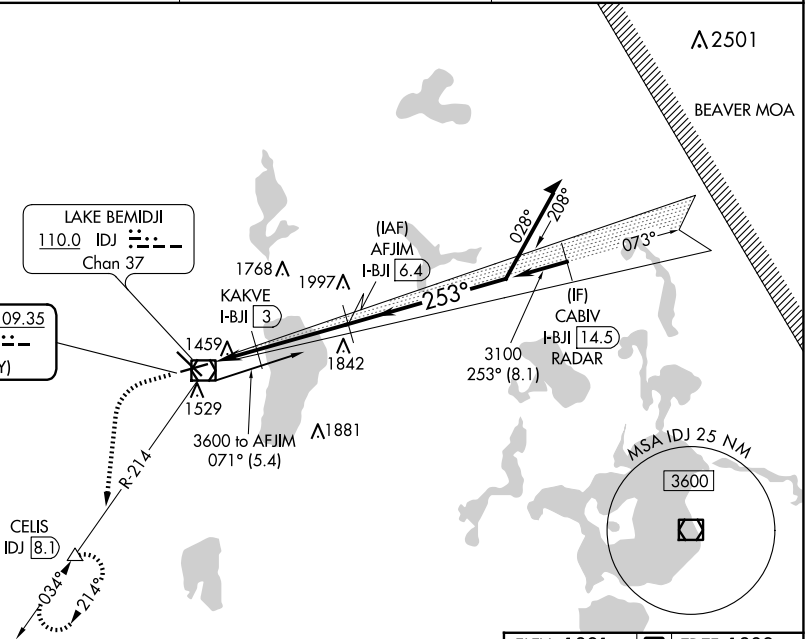 2501
BEAVER MOA
LAKE BEMIDJI
110.0 IDJ
Chan 37
028°
208°
073°
(IAF)
AFJIM
I-BJI 6.4
1768
1997
KAKVE
I-BJI 3
253°
(IF)
CABIV
I-BJI 14.5
RADAR
3100
253° (8.1)
09.35
Y)
1459
1842
1529
3600 to AFJIM
071° (5.4)
1881
R-214
MSA IDJ 25 NM
3600
CELIS
IDJ 8.1
034°
214°